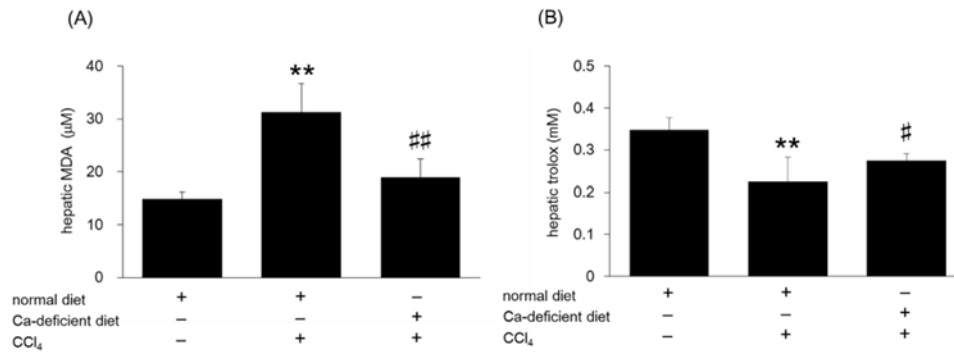 (A)
hepatic MDA (μM)
40
30
20
10
0
**
♯♯
normal diet + + –
Ca-deficient diet – – +
CCl₄ – + +
(B)
hepatic trolox (mM)
0.5
0.4
0.3
0.2
0.1
0
**
♯
+ + –
– – +
– + +
normal diet
Ca-deficient diet
CCl₄